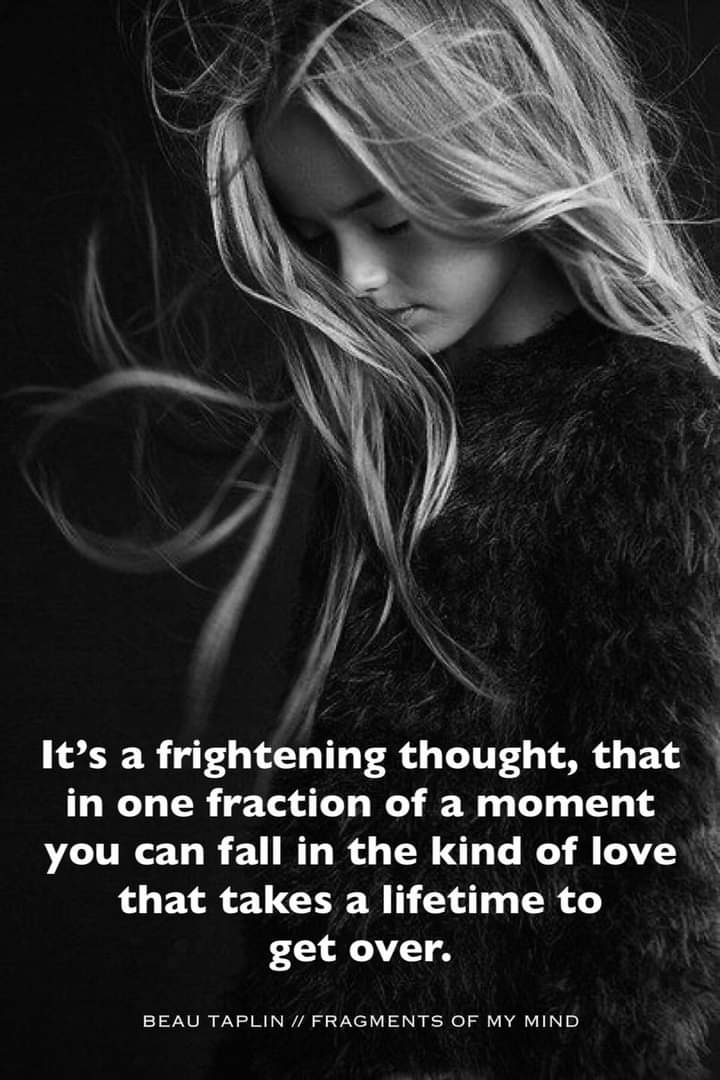 It’s a frightening thought, that
in one fraction of a moment
you can fall in the kind of love
that takes a lifetime to
get over.
BEAU TAPLIN // FRAGMENTS OF MY MIND